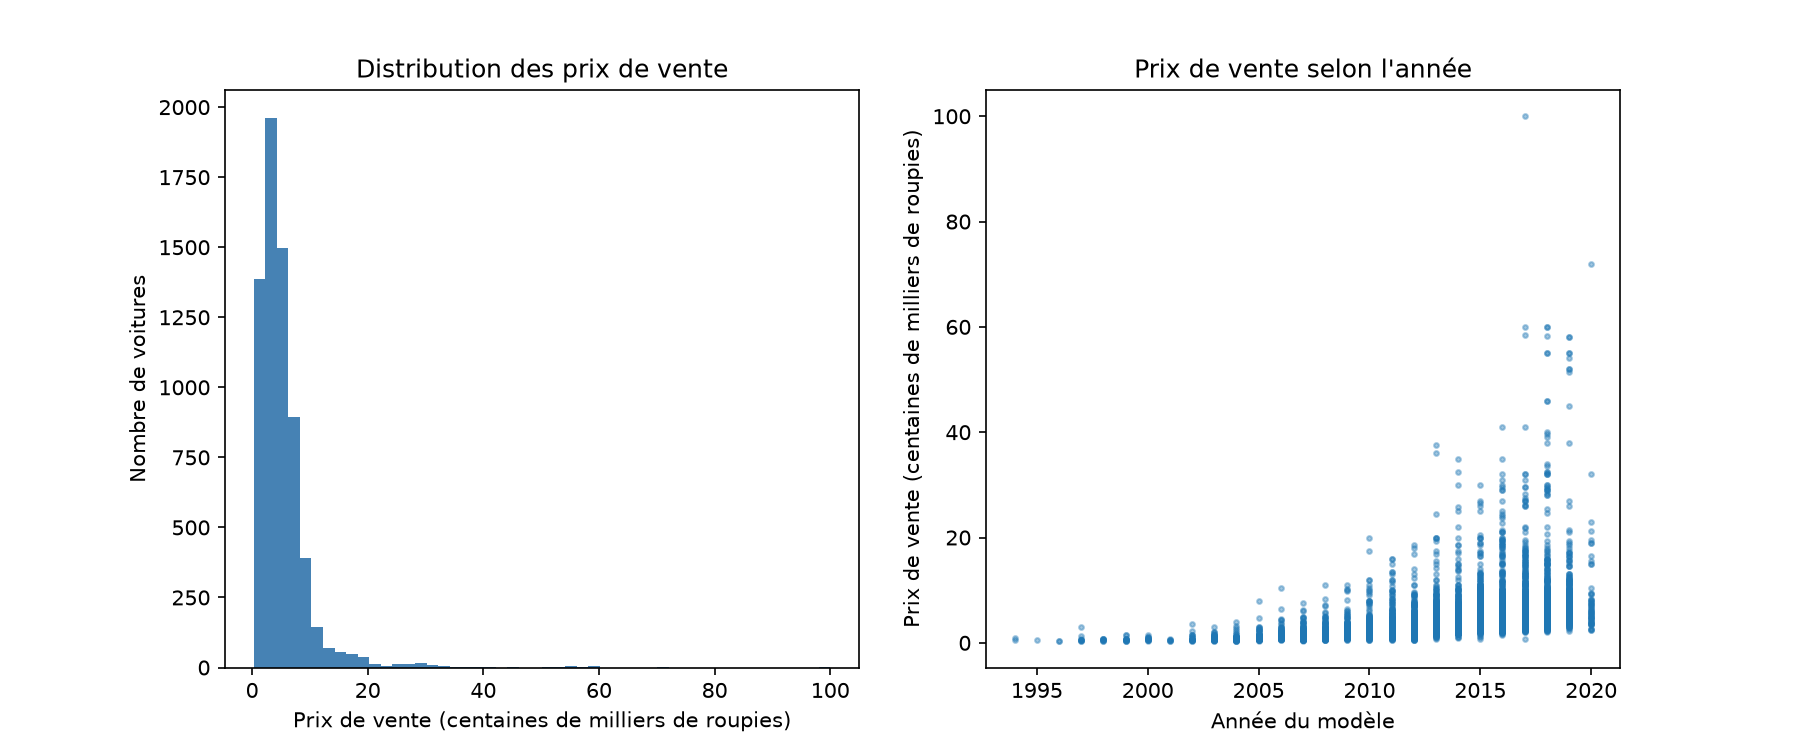 Distribution des prix de vente
2000
1750
1500
1250
1000
750
500
250
0
Nombre de voitures
0 20 40 60 80 100
Prix de vente (centaines de milliers de roupies)
Prix de vente selon l'année
100
80
60
40
20
0
Prix de vente (centaines de milliers de roupies)
1995 2000 2005 2010 2015 2020
Année du modèle